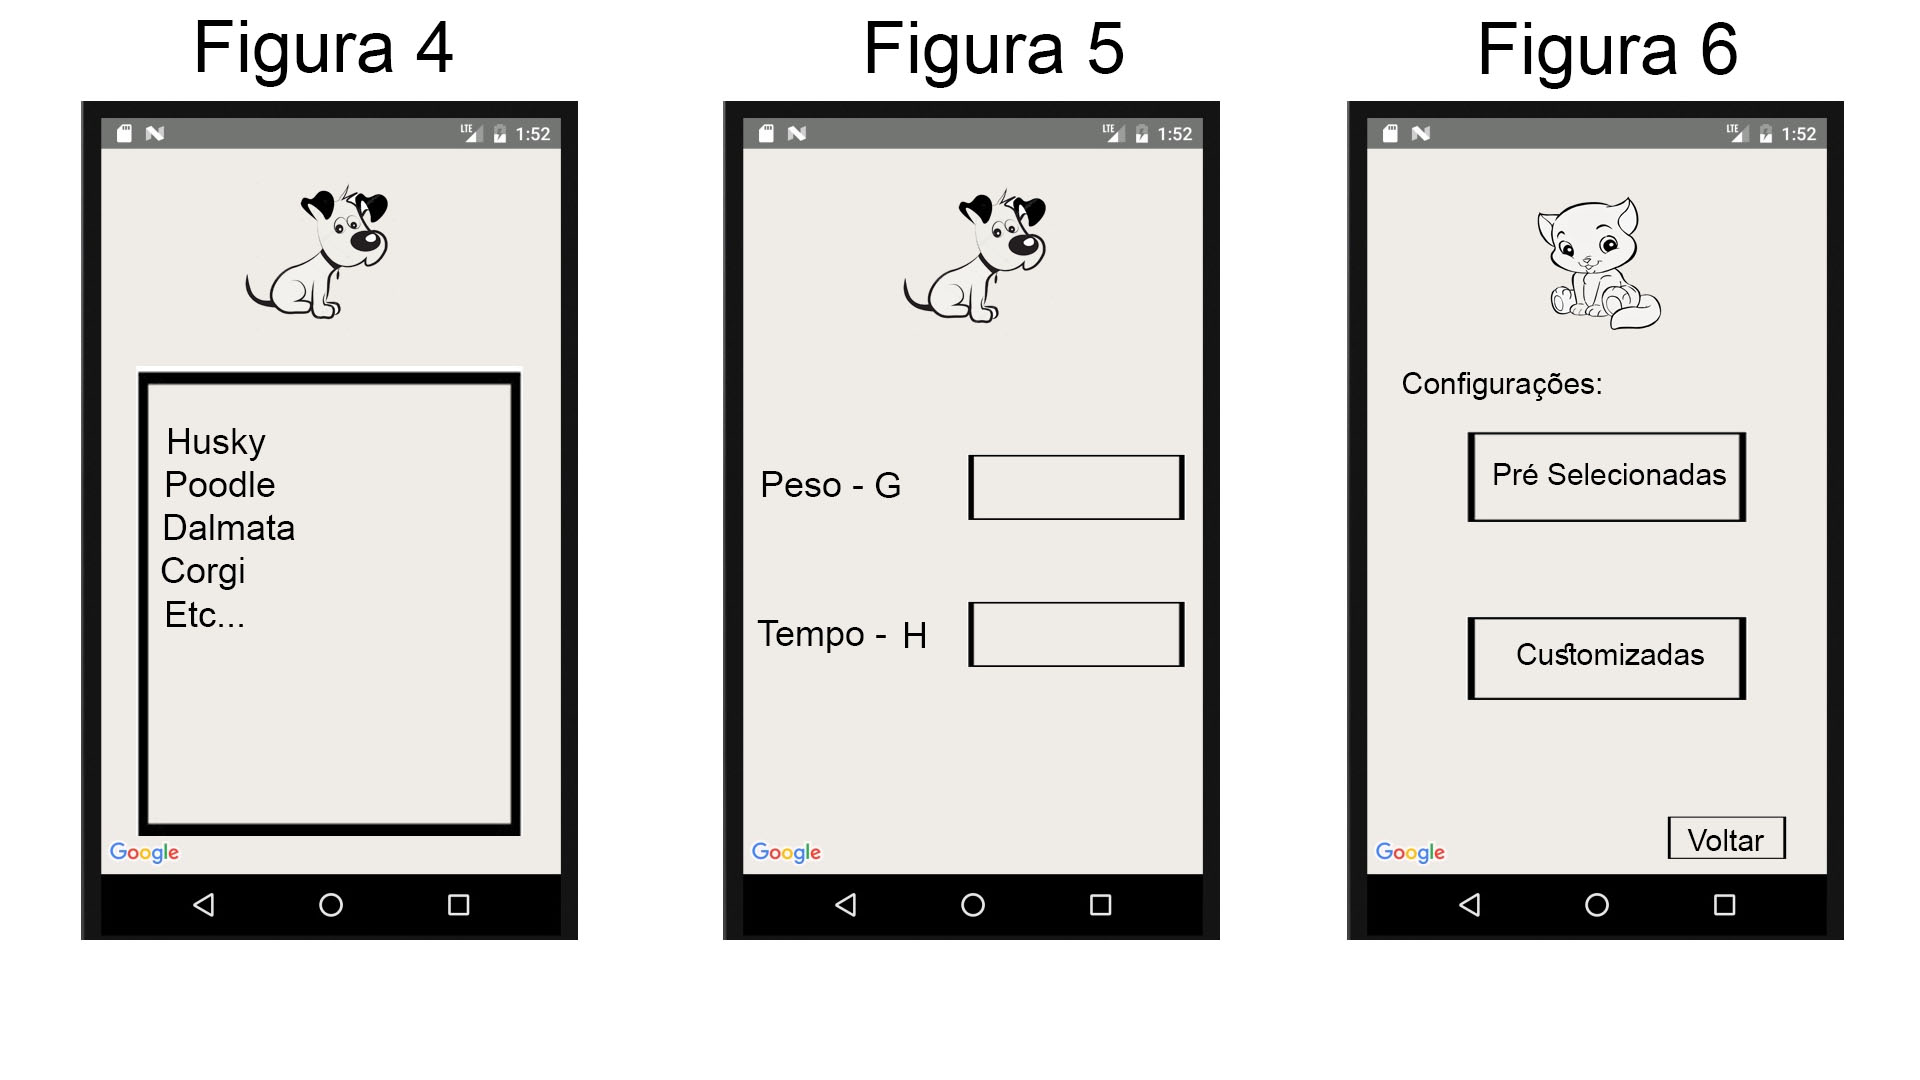 Figura 4
LTE 1:52
Husky
Poodle
Dalmata
Corgi
Etc...
Google
Figura 5
LTE 1:52
Peso - G
Tempo - H
Google
Figura 6
LTE 1:52
Configurações:
Pré Selecionadas
Customizadas
Voltar
Google